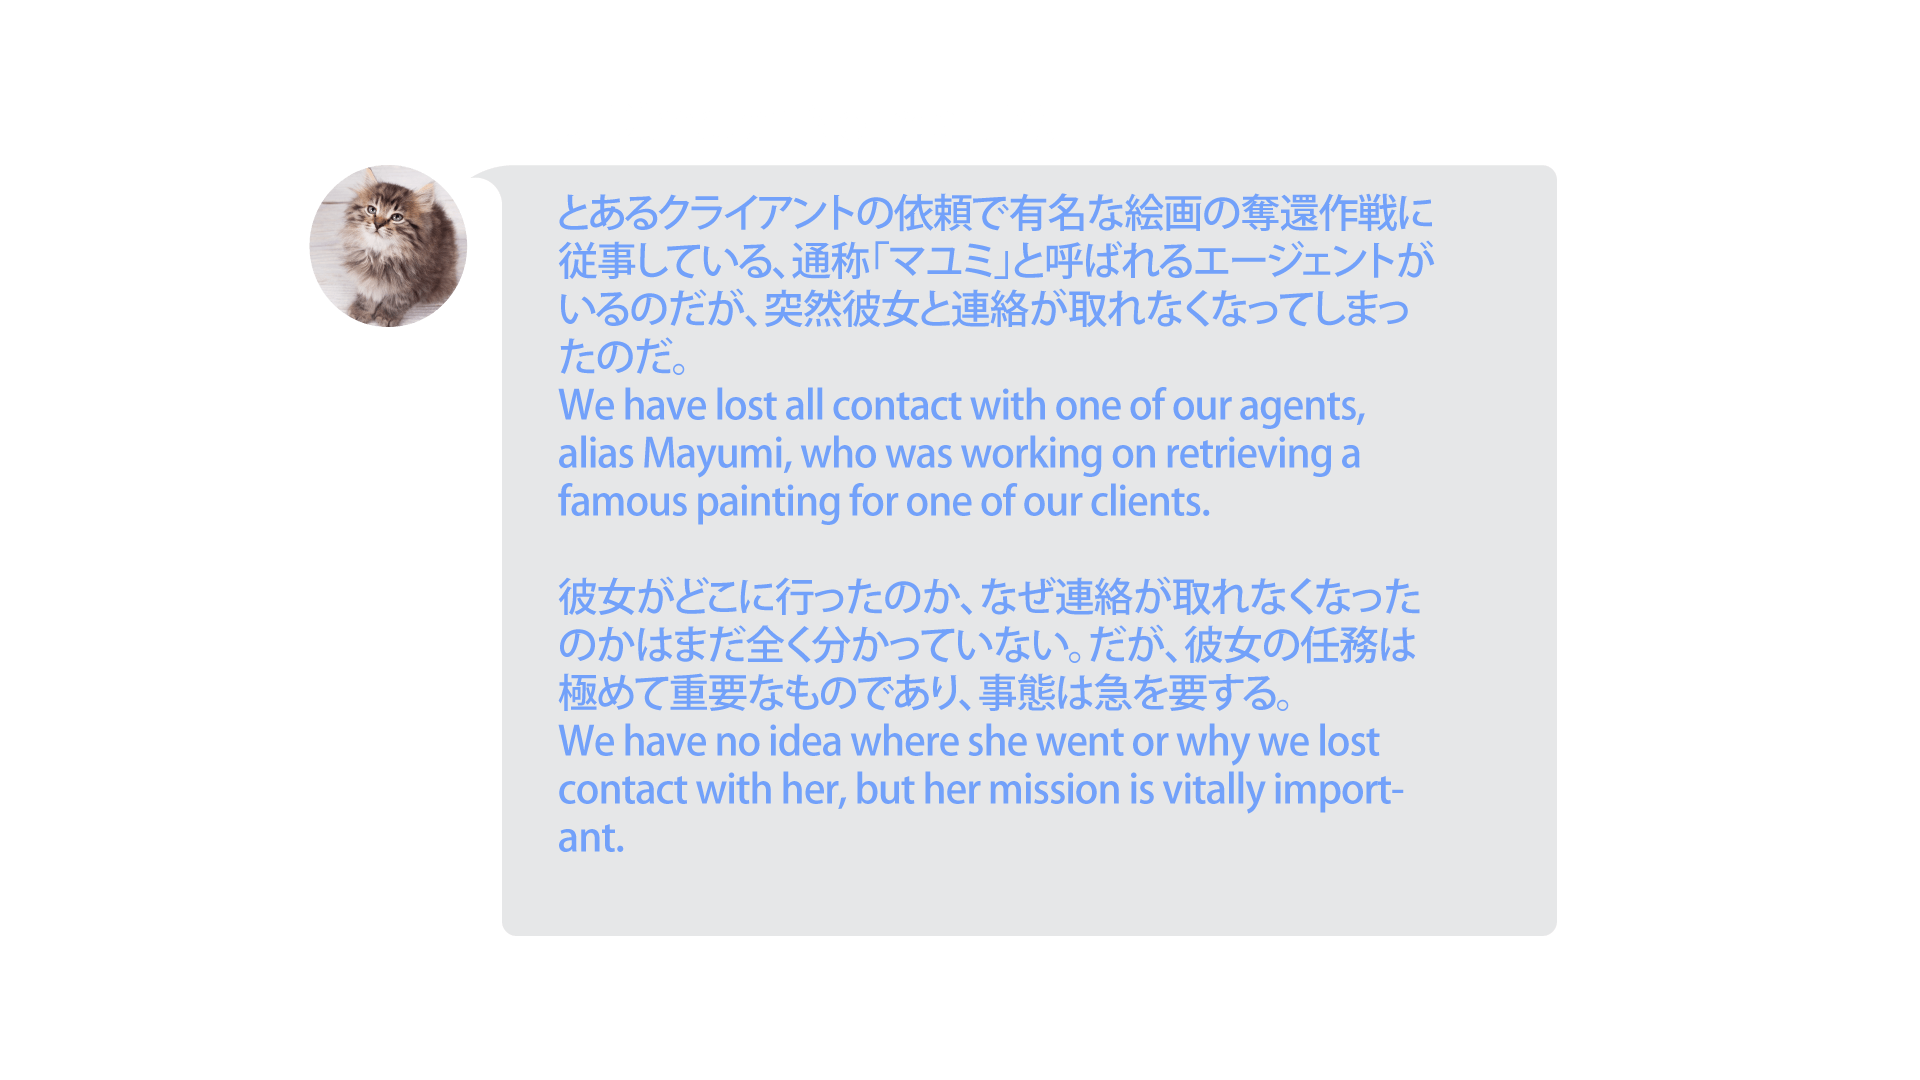 とあるクライアントの依頼で有名な絵画の奪還作戦に
従事している、通称「マユミ」と呼ばれるエージェントが
いるのだが、突然彼女と連絡が取れなくなってしまっ
たのだ。
We have lost all contact with one of our agents,
alias Mayumi, who was working on retrieving a
famous painting for one of our clients.
彼女がどこに行ったのか、なぜ連絡が取れなくなった
のかはまだ全く分かっていない。だが、彼女の任務は
極めて重要なものであり、事態は急を要する。
We have no idea where she went or why we lost
contact with her, but her mission is vitally import-
ant.